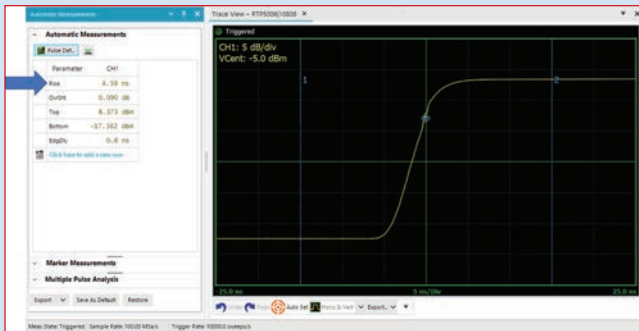 Automatic Measurements
Automatic Measurements
Pulse Def..
Parameter CH1
Rise 4.59 ns
OvrSht 0.090 dB
Top 8.373 dBm
Bottom -17.362 dBm
EdgDly 0.8 ns
Click here to add a new row
Marker Measurements
Multiple Pulse Analysis
Export Save As Default Restore
Meas State: Triggered Sample Rate: 100.00 MSa/s Trigger Rate: 10000.0 sweeps/s
Trace View - RTP5006(10808
Triggered
CH1: 5 dB/div
VCent: -5.0 dBm
1
2
-25.0 ns 5 ns/Div 25.0 ns
Undo Redo Auto Set Horiz & Vert Export..